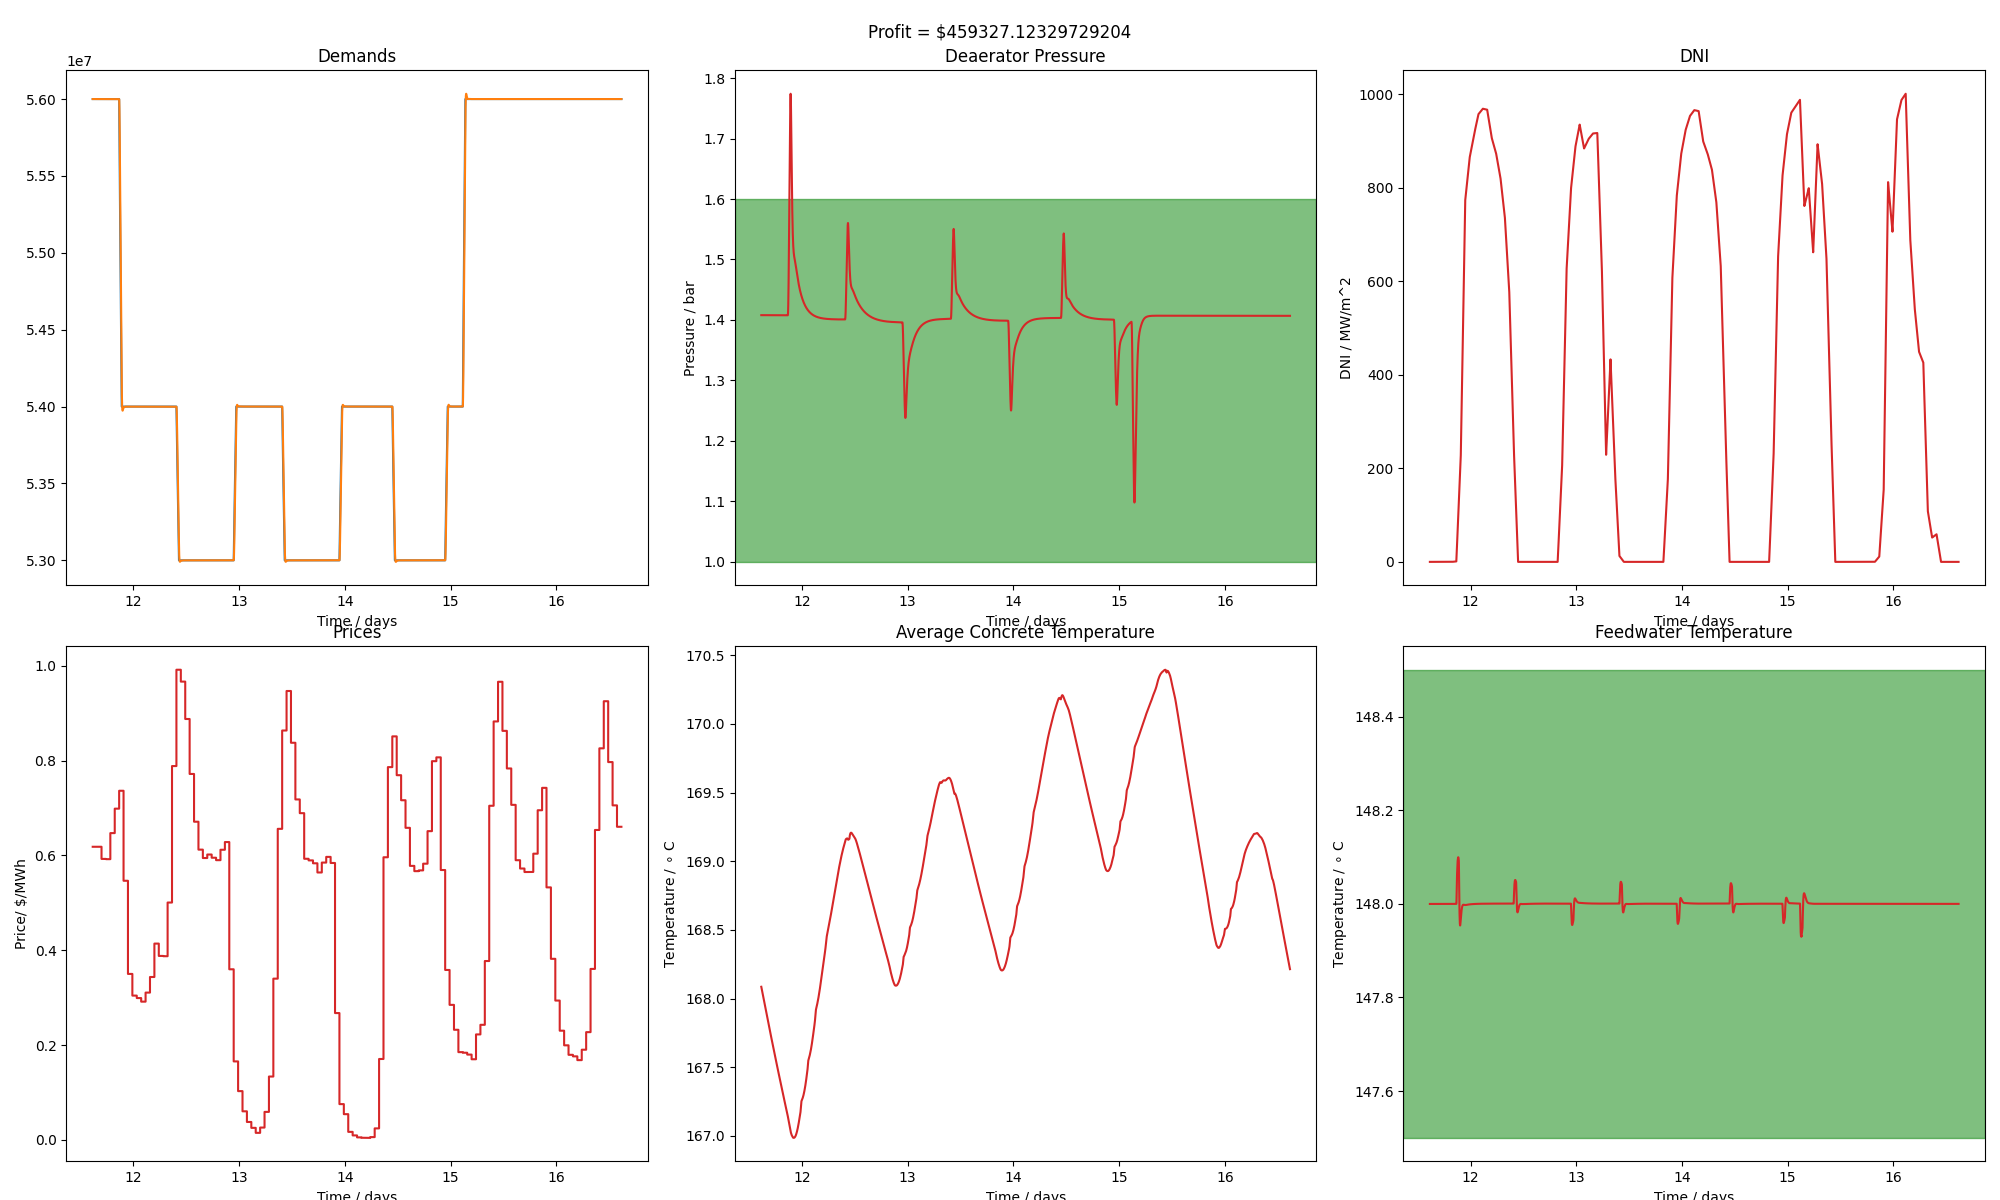 Profit = $459327.12329729204
Demands
1e7
5.60
5.55
5.50
5.45
5.40
5.35
5.30
12 13 14 15 16
Time / days
Deaerator Pressure
Pressure / bar
1.8
1.7
1.6
1.5
1.4
1.3
1.2
1.1
1.0
12 13 14 15 16
Time / days
DNI
DNI / MW/m^2
1000
800
600
400
200
0
12 13 14 15 16
Time / days
Prices
Price/ $/MWh
1.0
0.8
0.6
0.4
0.2
0.0
12 13 14 15 16
Time / days
Average Concrete Temperature
Temperature / ∘ C
170.5
170.0
169.5
169.0
168.5
168.0
167.5
167.0
12 13 14 15 16
Time / days
Feedwater Temperature
Temperature / ∘ C
148.4
148.2
148.0
147.8
147.6
12 13 14 15 16
Time / days